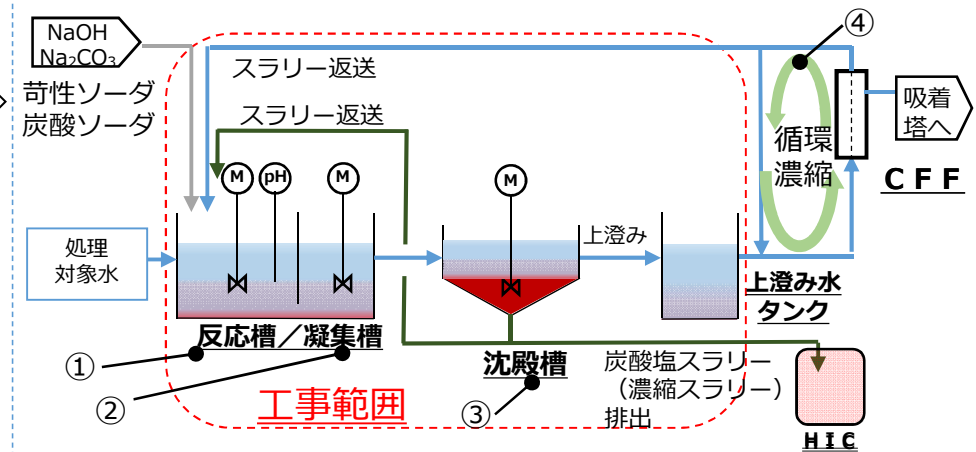 NaOH
Na₂CO₃
苛性ソーダ
炭酸ソーダ
スラリー返送
スラリー返送
④
循環
濃縮
吸着
塔へ
ＣＦＦ
M
pH
M
M
処理
対象水
上澄み
上澄み水
タンク
反応槽／凝集槽
沈殿槽
①
②
③
工事範囲
炭酸塩スラリー
（濃縮スラリー）
排出
ＨＩＣ